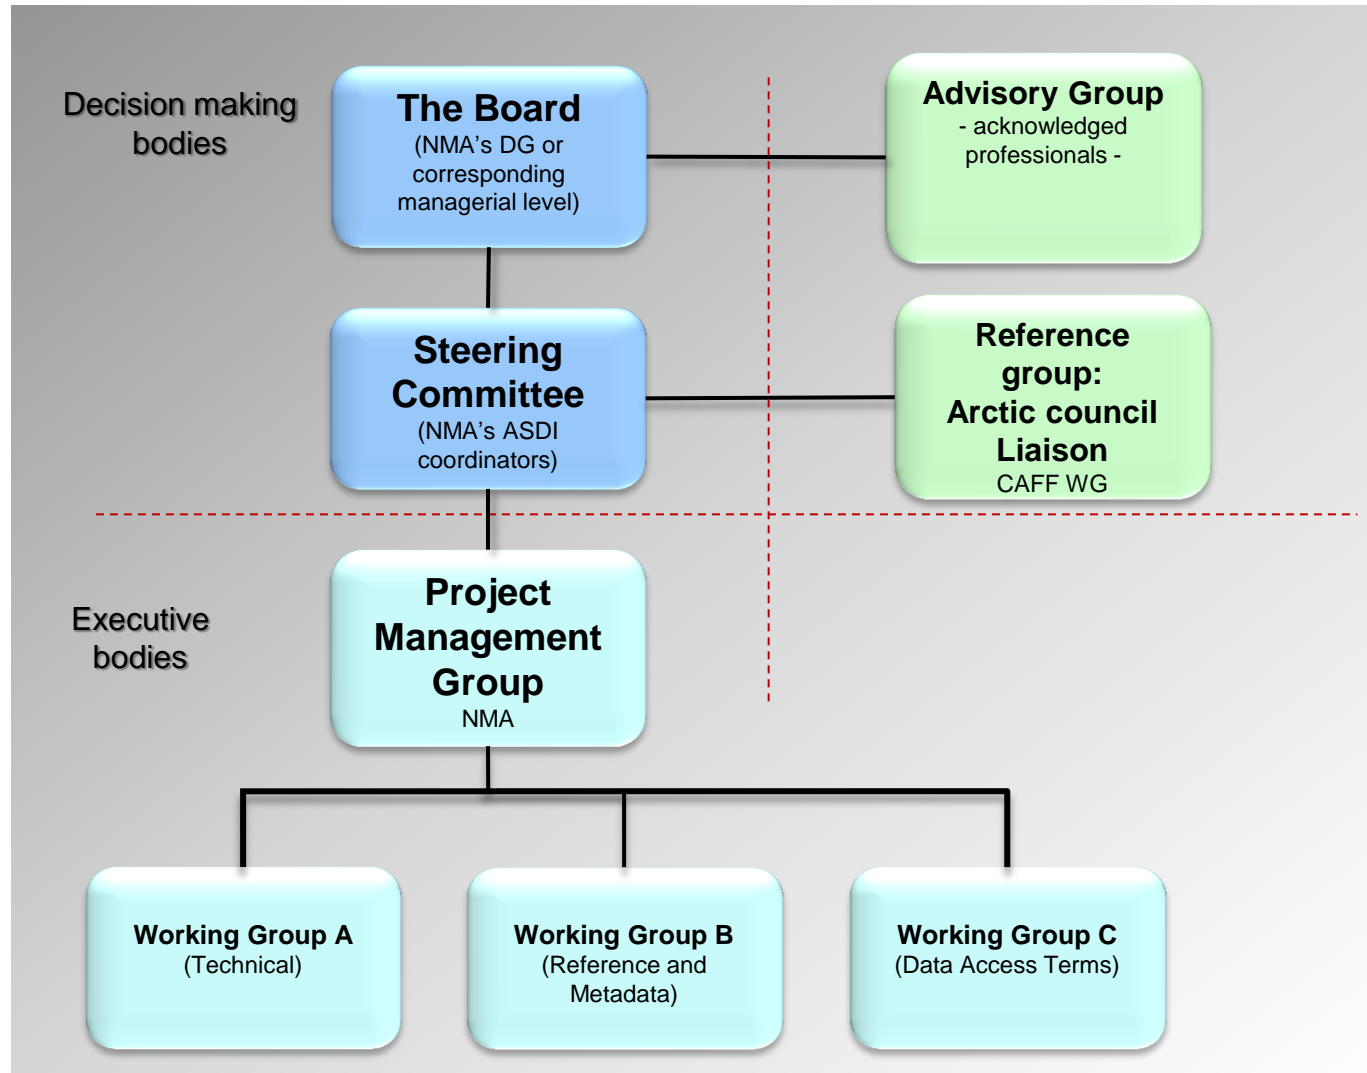 Decision making
bodies
The Board
(NMA's DG or
corresponding
managerial level)
Advisory Group
- acknowledged
professionals -
Steering
Committee
(NMA's ASDI
coordinators)
Reference
group:
Arctic council
Liaison
CAFF WG
Executive
bodies
Project
Management
Group
NMA
Working Group A
(Technical)
Working Group B
(Reference and
Metadata)
Working Group C
(Data Access Terms)